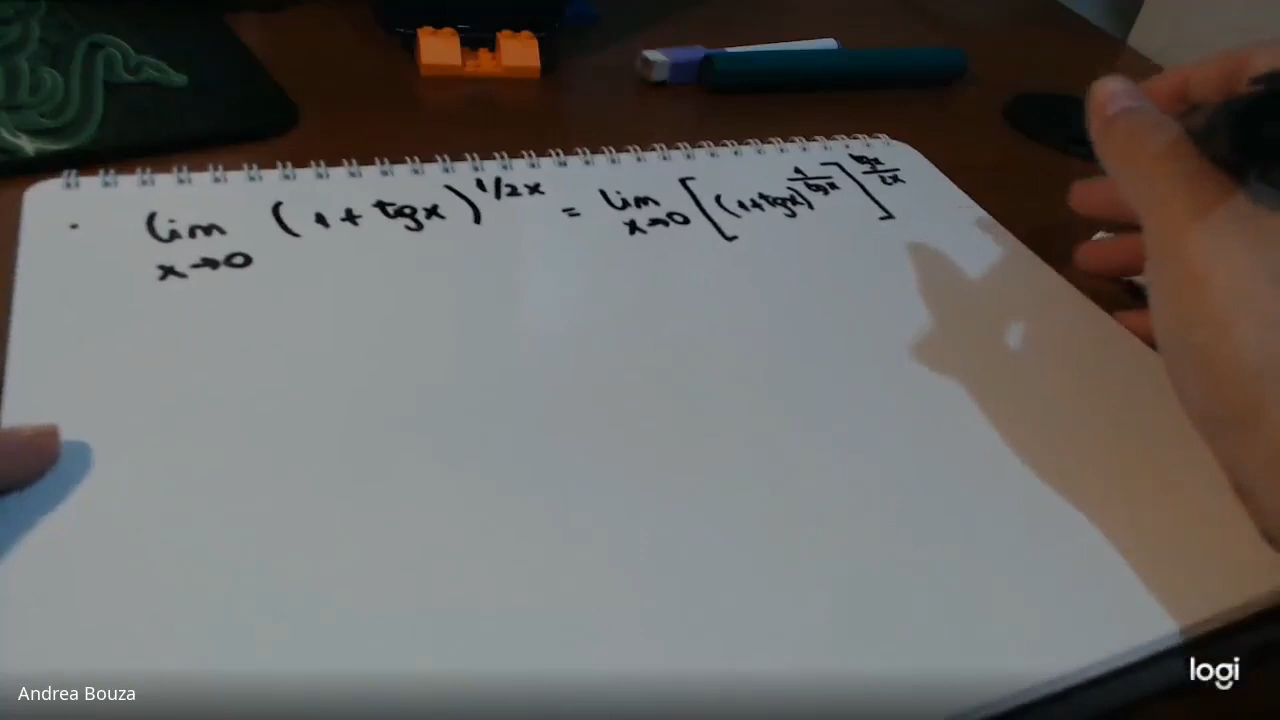 · lim (1 + tgx)^1/2x = lim [(1+tgx)^1/tgx]^tgx/2x
x→0 x→0
logi
Andrea Bouza